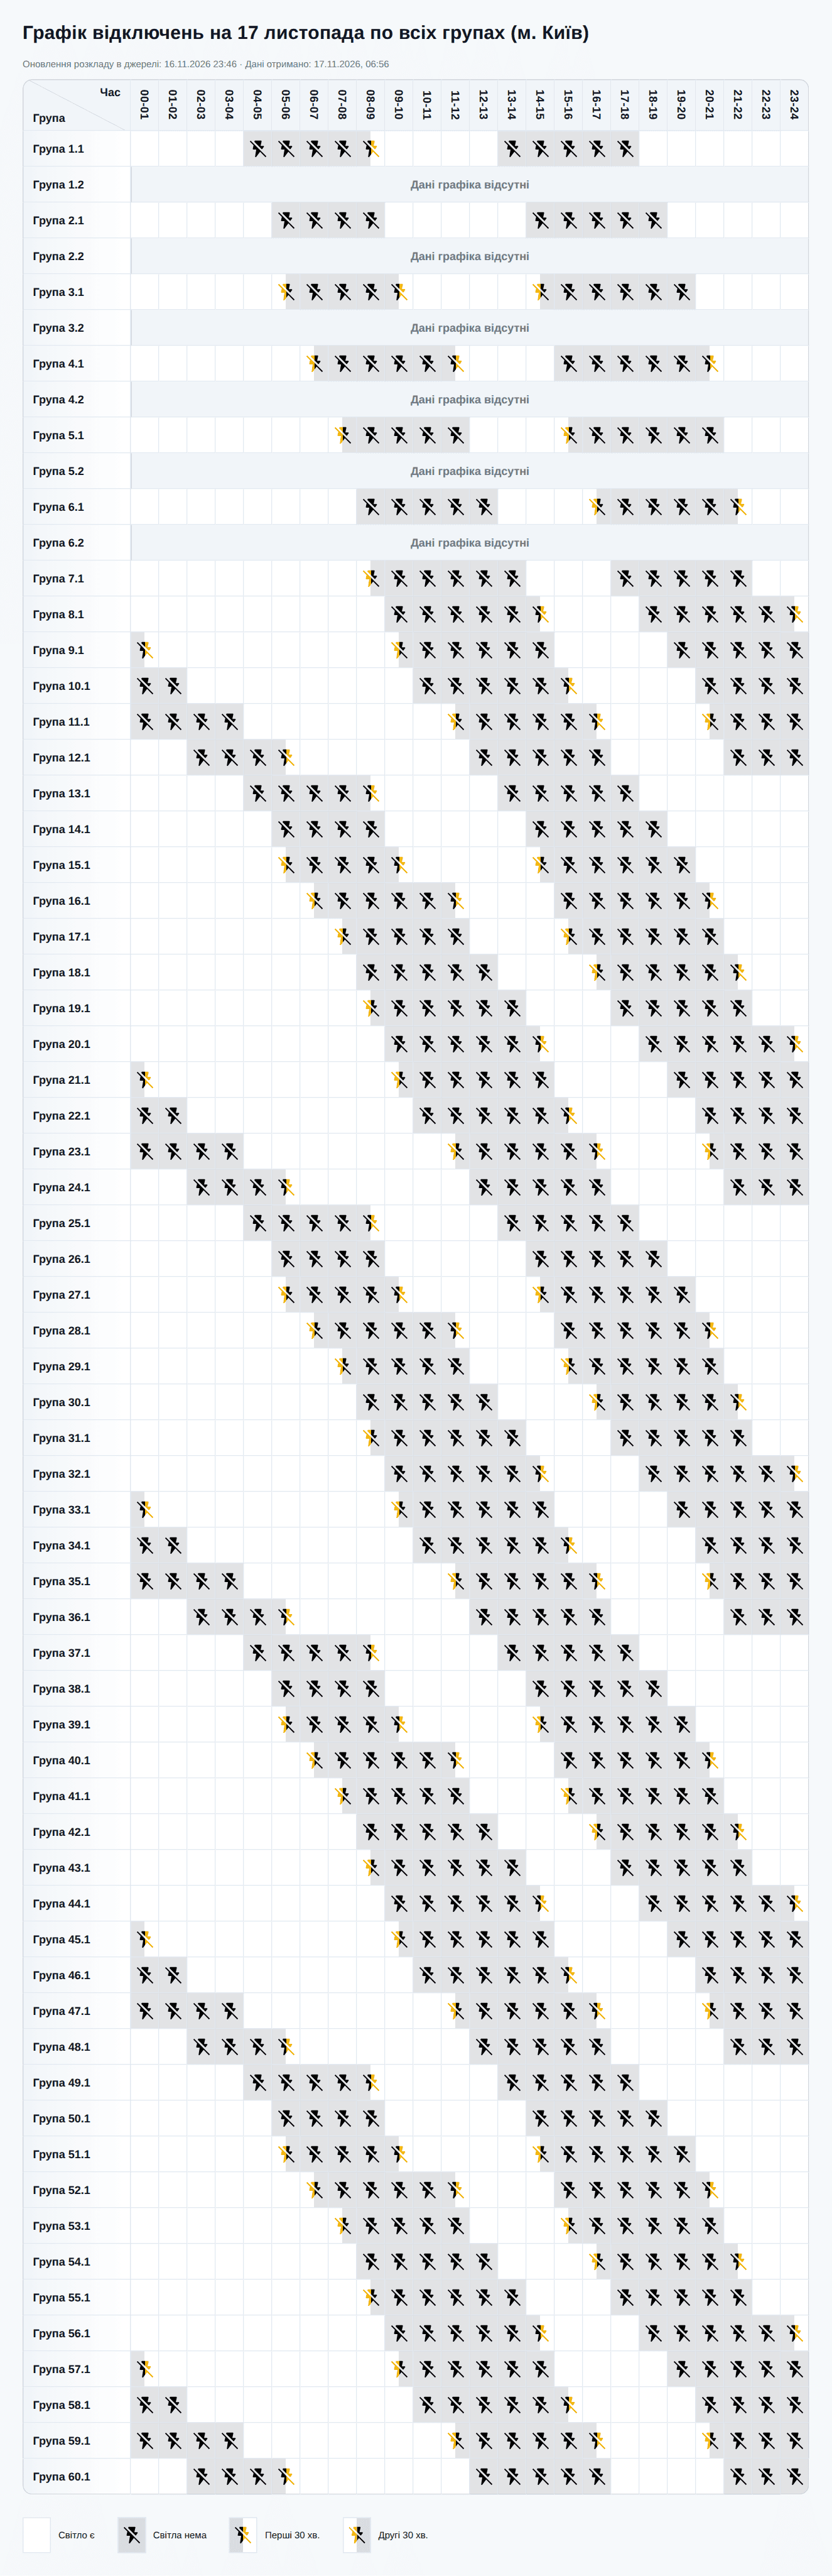 Графік відключень на 17 листопада по всіх групах (м. Київ)
Оновлення розкладу в джерелі: 16.11.2026 23:46 · Дані отримано: 17.11.2026, 06:56
Час
Група
00-01 01-02 02-03 03-04 04-05 05-06 06-07 07-08 08-09 09-10 10-11 11-12 12-13 13-14 14-15 15-16 16-17 17-18 18-19 19-20 20-21 21-22 22-23 23-24
Група 1.1
Група 1.2 Дані графіка відсутні
Група 2.1
Група 2.2 Дані графіка відсутні
Група 3.1
Група 3.2 Дані графіка відсутні
Група 4.1
Група 4.2 Дані графіка відсутні
Група 5.1
Група 5.2 Дані графіка відсутні
Група 6.1
Група 6.2 Дані графіка відсутні
Група 7.1
Група 8.1
Група 9.1
Група 10.1
Група 11.1
Група 12.1
Група 13.1
Група 14.1
Група 15.1
Група 16.1
Група 17.1
Група 18.1
Група 19.1
Група 20.1
Група 21.1
Група 22.1
Група 23.1
Група 24.1
Група 25.1
Група 26.1
Група 27.1
Група 28.1
Група 29.1
Група 30.1
Група 31.1
Група 32.1
Група 33.1
Група 34.1
Група 35.1
Група 36.1
Група 37.1
Група 38.1
Група 39.1
Група 40.1
Група 41.1
Група 42.1
Група 43.1
Група 44.1
Група 45.1
Група 46.1
Група 47.1
Група 48.1
Група 49.1
Група 50.1
Група 51.1
Група 52.1
Група 53.1
Група 54.1
Група 55.1
Група 56.1
Група 57.1
Група 58.1
Група 59.1
Група 60.1
Світло є Світла нема Перші 30 хв. Другі 30 хв.